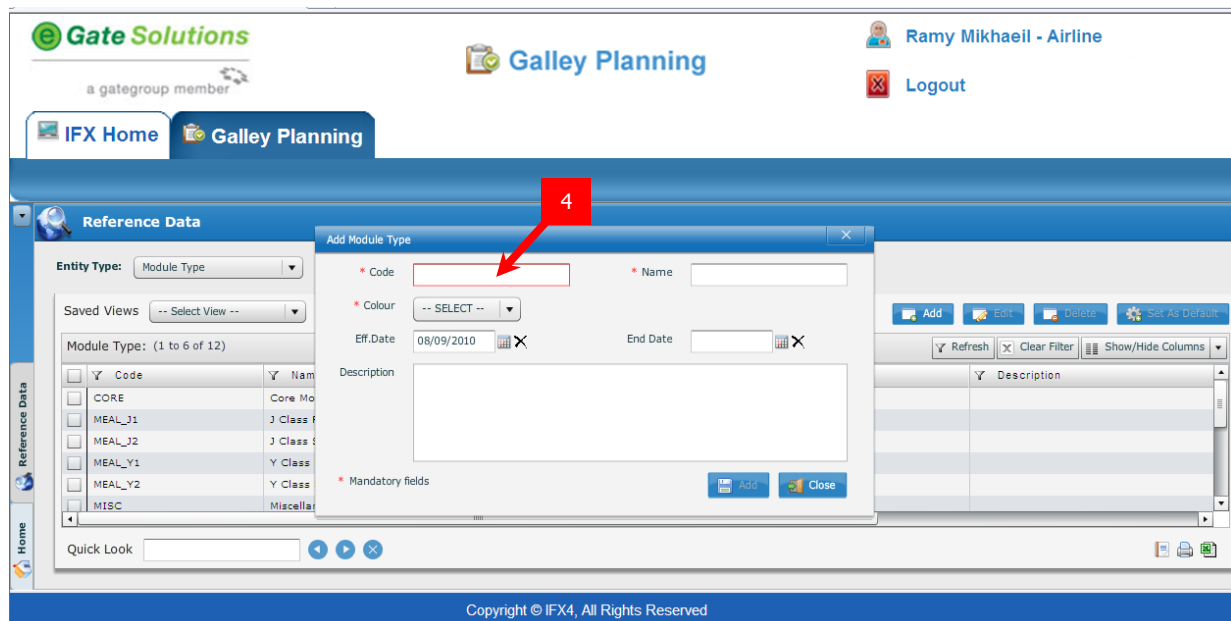 e Gate Solutions
a gategroup member
Galley Planning
Ramy Mikhaeil - Airline
Logout
IFX Home
Galley Planning
4
Reference Data
Add Module Type
Entity Type: Module Type
* Code
* Name
Saved Views -- Select View --
* Colour -- SELECT --
Add
Edit
Delete
Set As Default
Module Type: (1 to 6 of 12)
Eff.Date 08/09/2010
End Date
Refresh
Clear Filter
Show/Hide Columns
Code
Nam
Description
Description
CORE
Core Mo
MEAL_J1
J Class
MEAL_J2
J Class
MEAL_Y1
Y Class
MEAL_Y2
Y Class
MISC
Miscella
* Mandatory fields
Add
Close
Reference Data
Home
Quick Look
Copyright © IFX4, All Rights Reserved